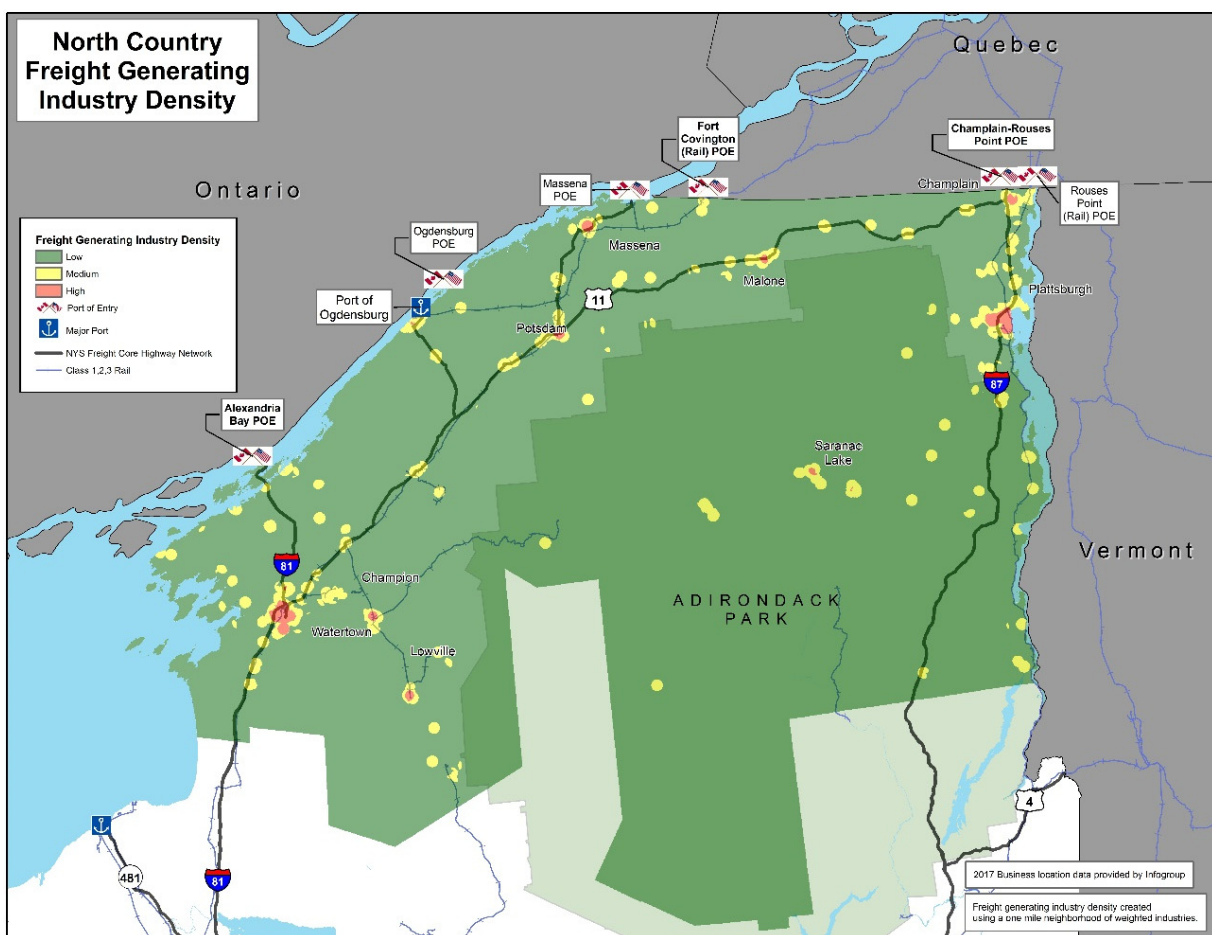 North Country
Freight Generating
Industry Density
Quebec
Ontario
Fort
Covington
(Rail) POE
Champlain-Rouses
Point POE
Massena
POE
Champlain
Rouses
Point
(Rail) POE
Freight Generating Industry Density
Low
Medium
High
Port of Entry
Major Port
NYS Freight Core Highway Network
Class 1,2,3 Rail
Ogdensburg
POE
Massena
Malone
Plattsburgh
Port of
Ogdensburg
11
Potsdam
87
Alexandria
Bay POE
Saranac
Lake
Vermont
81
Champion
ADIRONDACK
PARK
Watertown
Lowville
4
481
81
2017 Business location data provided by Infogroup
Freight generating industry density created
using a one mile neighborhood of weighted industries.